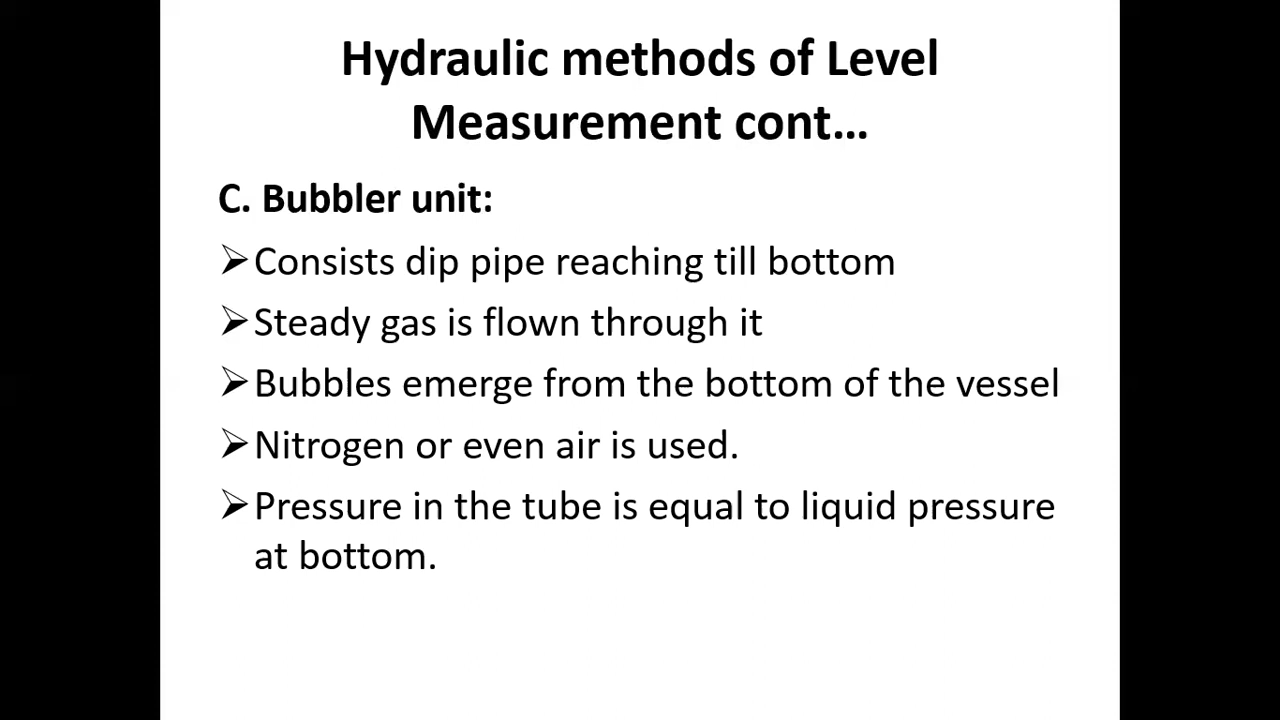 Hydraulic methods of Level
Measurement cont…
C. Bubbler unit:
➢Consists dip pipe reaching till bottom
➢Steady gas is flown through it
➢Bubbles emerge from the bottom of the vessel
➢Nitrogen or even air is used.
➢Pressure in the tube is equal to liquid pressure
at bottom.